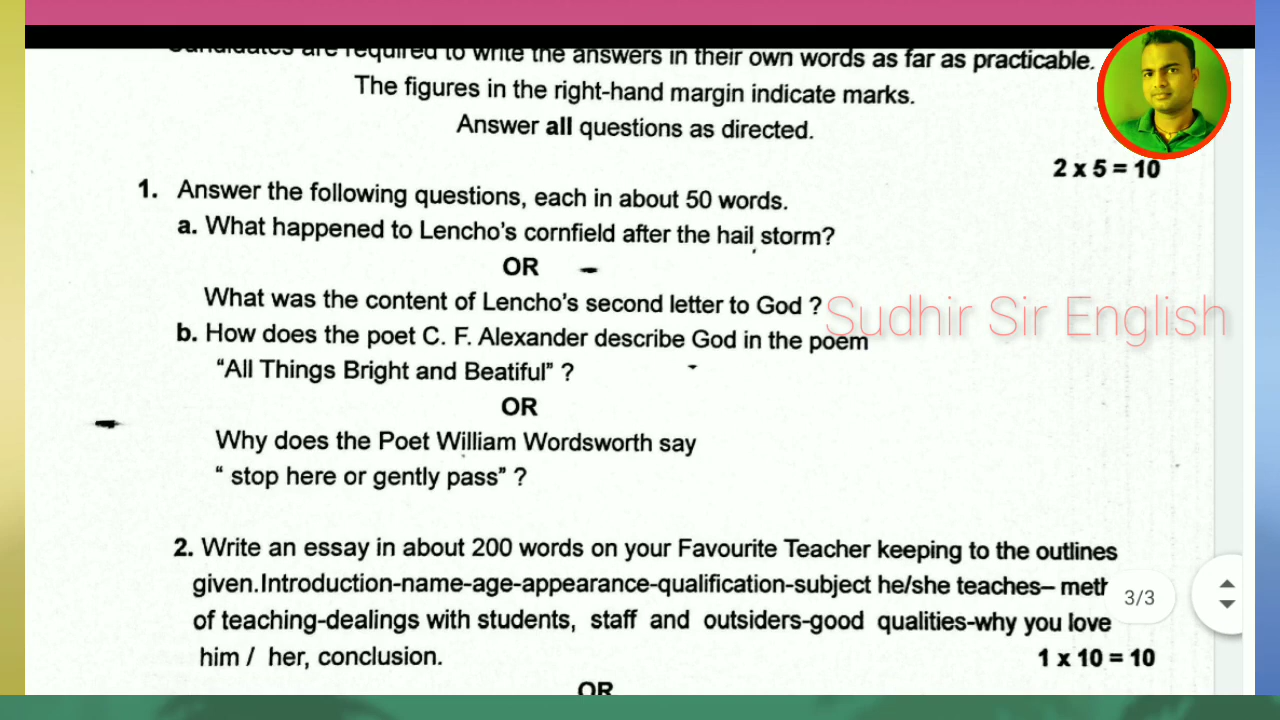 Candidates are required to write the answers in their own words as far as practicable.
The figures in the right-hand margin indicate marks.
Answer all questions as directed.
2 x 5 = 10
1. Answer the following questions, each in about 50 words.
a. What happened to Lencho's cornfield after the hail storm?
OR
What was the content of Lencho's second letter to God ?
Sudhir Sir English
b. How does the poet C. F. Alexander describe God in the poem
“All Things Bright and Beatiful” ?
OR
Why does the Poet William Wordsworth say
“ stop here or gently pass” ?
2. Write an essay in about 200 words on your Favourite Teacher keeping to the outlines
given.Introduction-name-age-appearance-qualification-subject he/she teaches–
3/3
of teaching-dealings with students, staff and outsiders-good qualities-why you love
him / her, conclusion.
1 x 10 = 10
OR